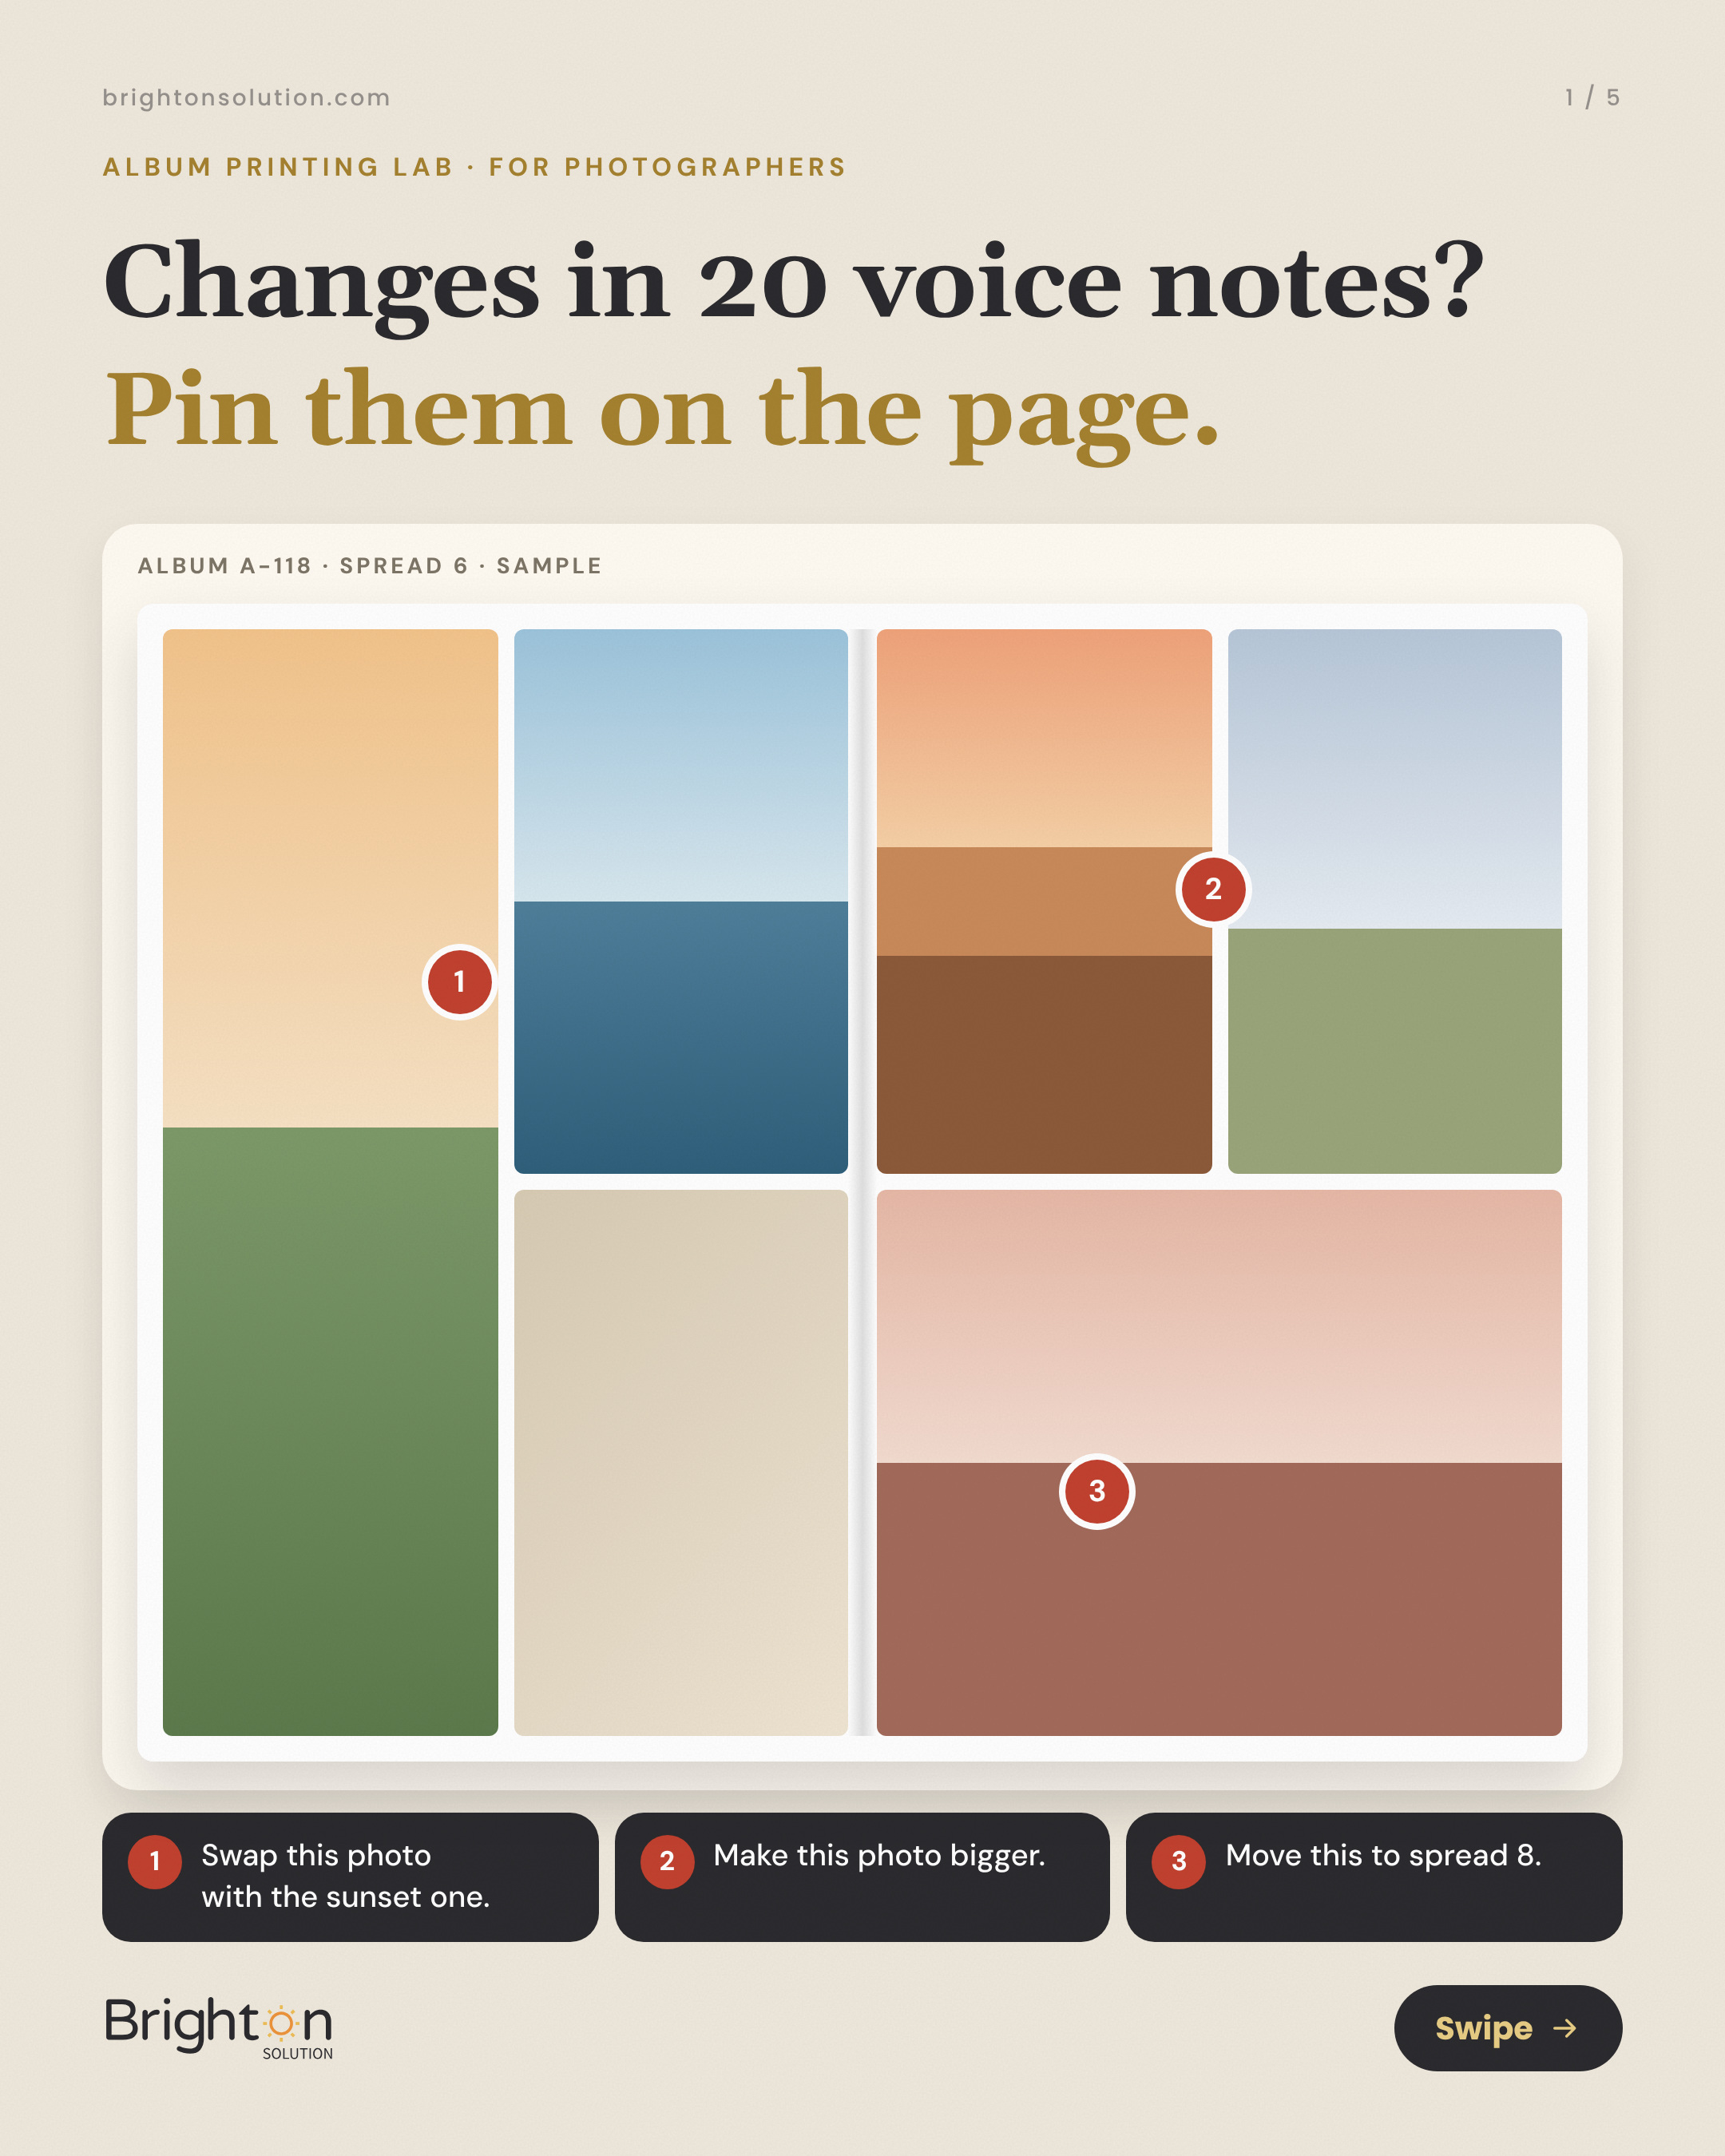 brightonsolution.com
1 / 5
ALBUM PRINTING LAB · FOR PHOTOGRAPHERS
Changes in 20 voice notes?
Pin them on the page.
ALBUM A-118 · SPREAD 6 · SAMPLE
1
2
3
1 Swap this photo
with the sunset one.
2 Make this photo bigger.
3 Move this to spread 8.
Brighton
SOLUTION
Swipe →